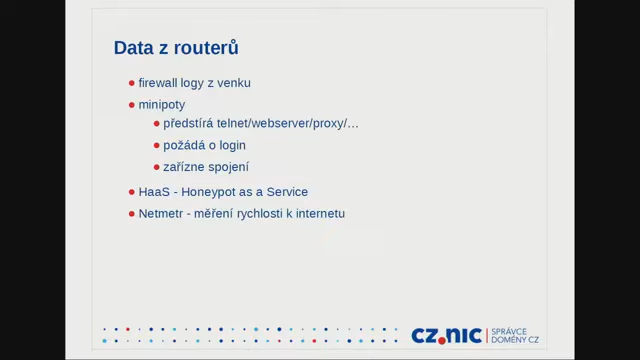 Data z routerů
firewall logy z venku
minipoty
předstírá telnet/webserver/proxy/…
požádá o login
zařízne spojení
HaaS - Honeypot as a Service
Netmetr - měření rychlosti k internetu
CZ.NIC
SPRÁVCE
DOMÉNY CZ